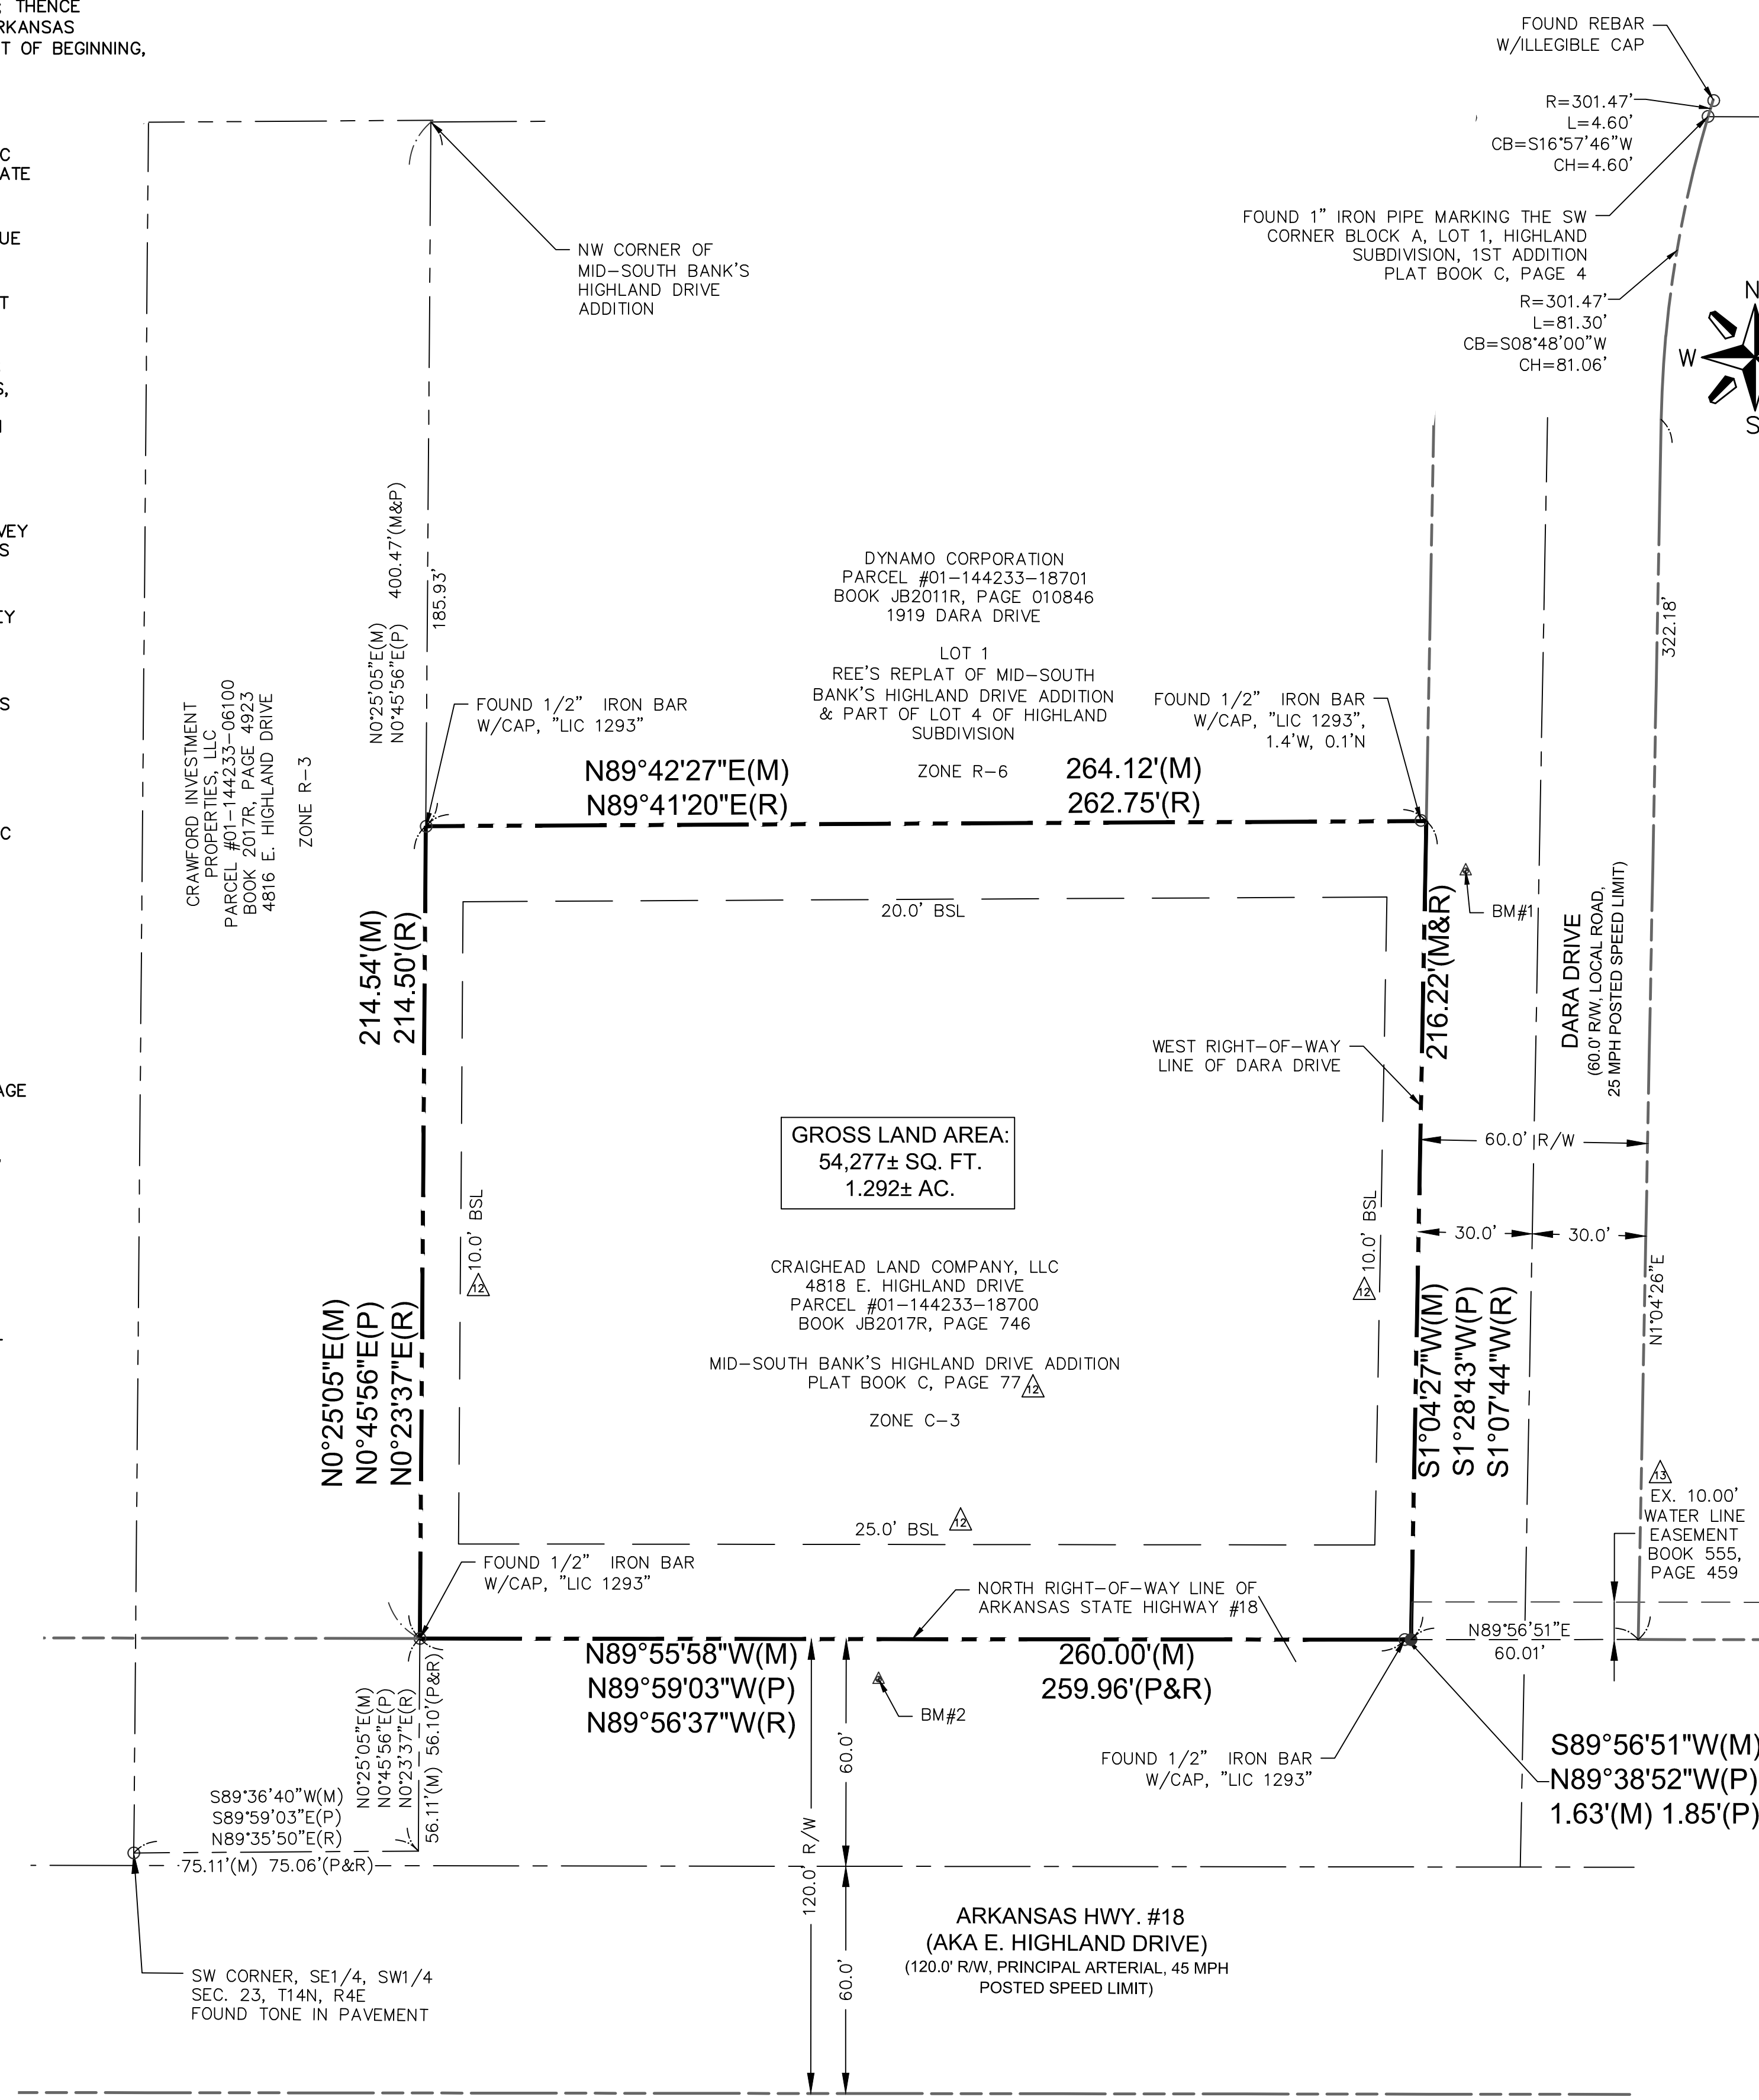 ; THENCE
RKANSAS
T OF BEGINNING,
C
ATE
UE
T
S,
VEY
S
EY
S
C
AGE
FOUND REBAR
W/ILLEGIBLE CAP
R=301.47'
L=4.60'
CB=S16°57'46"W
CH=4.60'
FOUND 1" IRON PIPE MARKING THE SW
CORNER BLOCK A, LOT 1, HIGHLAND
SUBDIVISION, 1ST ADDITION
PLAT BOOK C, PAGE 4
R=301.47'
L=81.30'
CB=S08°48'00"W
CH=81.06'
N
W
S
NW CORNER OF
MID-SOUTH BANK'S
HIGHLAND DRIVE
ADDITION
N0°25'05"E(M)
N0°45'56"E(P) 400.47'(M&P)
185.93'
DYNAMO CORPORATION
PARCEL #01-144233-18701
BOOK JB2011R, PAGE 010846
1919 DARA DRIVE
LOT 1
REE'S REPLAT OF MID-SOUTH
BANK'S HIGHLAND DRIVE ADDITION
& PART OF LOT 4 OF HIGHLAND
SUBDIVISION
ZONE R-6
322.18'
CRAWFORD INVESTMENT
PROPERTIES, LLC
PARCEL #01-144233-06100
BOOK 2017R, PAGE 4923
4816 E. HIGHLAND DRIVE
ZONE R-3
FOUND 1/2" IRON BAR
W/CAP, "LIC 1293"
FOUND 1/2" IRON BAR
W/CAP, "LIC 1293",
1.4'W, 0.1'N
N89°42'27"E(M)
N89°41'20"E(R)
264.12'(M)
262.75'(R)
20.0' BSL
BM#1
214.54'(M)
214.50'(R)
216.22'(M&R)
DARA DRIVE
(60.0' R/W, LOCAL ROAD,
25 MPH POSTED SPEED LIMIT)
WEST RIGHT-OF-WAY
LINE OF DARA DRIVE
GROSS LAND AREA:
54,277± SQ. FT.
1.292± AC.
60.0' R/W
30.0'
30.0'
10.0' BSL
12
10.0' BSL
12
CRAIGHEAD LAND COMPANY, LLC
4818 E. HIGHLAND DRIVE
PARCEL #01-144233-18700
BOOK JB2017R, PAGE 746
MID-SOUTH BANK'S HIGHLAND DRIVE ADDITION
PLAT BOOK C, PAGE 77 12
ZONE C-3
N0°25'05"E(M)
N0°45'56"E(P)
N0°23'37"E(R)
S1°04'27"W(M)
S1°28'43"W(P)
S1°07'44"W(R)
N1°04'26"E
13
EX. 10.00'
WATER LINE
EASEMENT
BOOK 555,
PAGE 459
25.0' BSL 12
FOUND 1/2" IRON BAR
W/CAP, "LIC 1293"
NORTH RIGHT-OF-WAY LINE OF
ARKANSAS STATE HIGHWAY #18
N89°56'51"E
60.01'
N89°55'58"W(M)
N89°59'03"W(P)
N89°56'37"W(R)
260.00'(M)
259.96'(P&R)
BM#2
N0°25'05"E(M)
N0°45'56"E(P)
N0°23'37"E(R)
56.11'(M) 56.10'(P&R)
FOUND 1/2" IRON BAR
W/CAP, "LIC 1293"
S89°56'51"W(M)
N89°38'52"W(P)
1.63'(M) 1.85'(P)
S89°36'40"W(M)
S89°59'03"E(P)
N89°35'50"E(R)
75.11'(M) 75.06'(P&R)
60.0'
120.0' R/W
60.0'
ARKANSAS HWY. #18
(AKA E. HIGHLAND DRIVE)
(120.0' R/W, PRINCIPAL ARTERIAL, 45 MPH
POSTED SPEED LIMIT)
SW CORNER, SE1/4, SW1/4
SEC. 23, T14N, R4E
FOUND TONE IN PAVEMENT